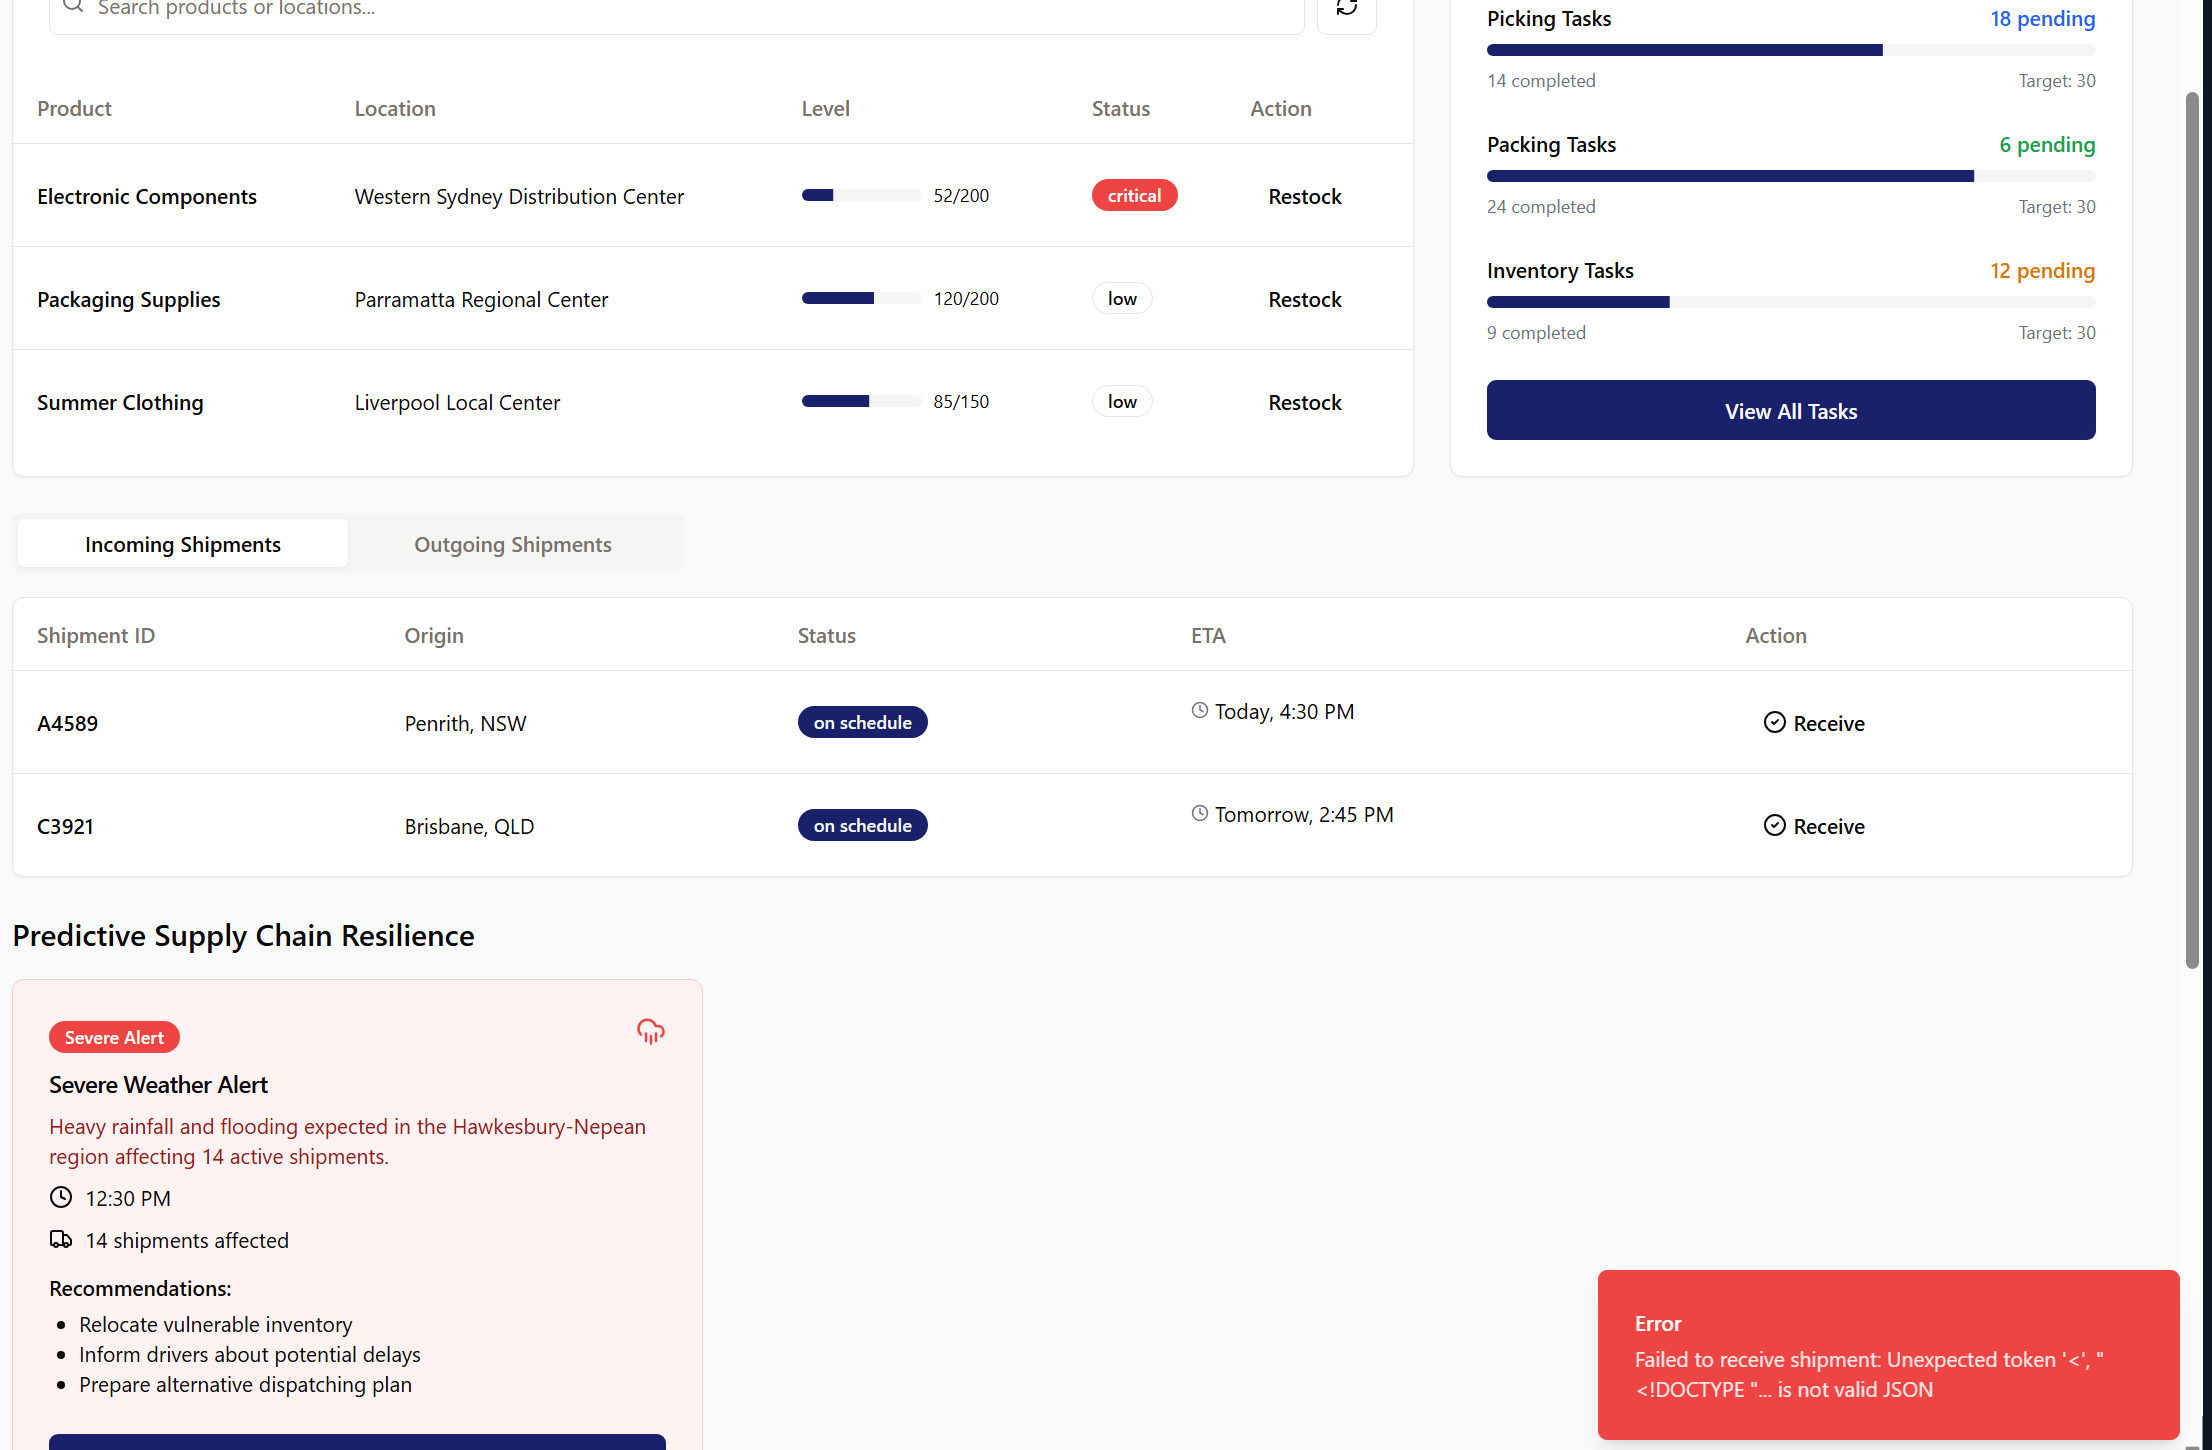 Search products or locations...
Product Location Level Status Action
Electronic Components Western Sydney Distribution Center 52/200 critical Restock
Packaging Supplies Parramatta Regional Center 120/200 low Restock
Summer Clothing Liverpool Local Center 85/150 low Restock
Picking Tasks 18 pending
14 completed Target: 30
Packing Tasks 6 pending
24 completed Target: 30
Inventory Tasks 12 pending
9 completed Target: 30
View All Tasks
Incoming Shipments Outgoing Shipments
Shipment ID Origin Status ETA Action
A4589 Penrith, NSW on schedule Today, 4:30 PM Receive
C3921 Brisbane, QLD on schedule Tomorrow, 2:45 PM Receive
Predictive Supply Chain Resilience
Severe Alert
Severe Weather Alert
Heavy rainfall and flooding expected in the Hawkesbury-Nepean
region affecting 14 active shipments.
12:30 PM
14 shipments affected
Recommendations:
• Relocate vulnerable inventory
• Inform drivers about potential delays
• Prepare alternative dispatching plan
Error
Failed to receive shipment: Unexpected token '<', "
<!DOCTYPE "... is not valid JSON